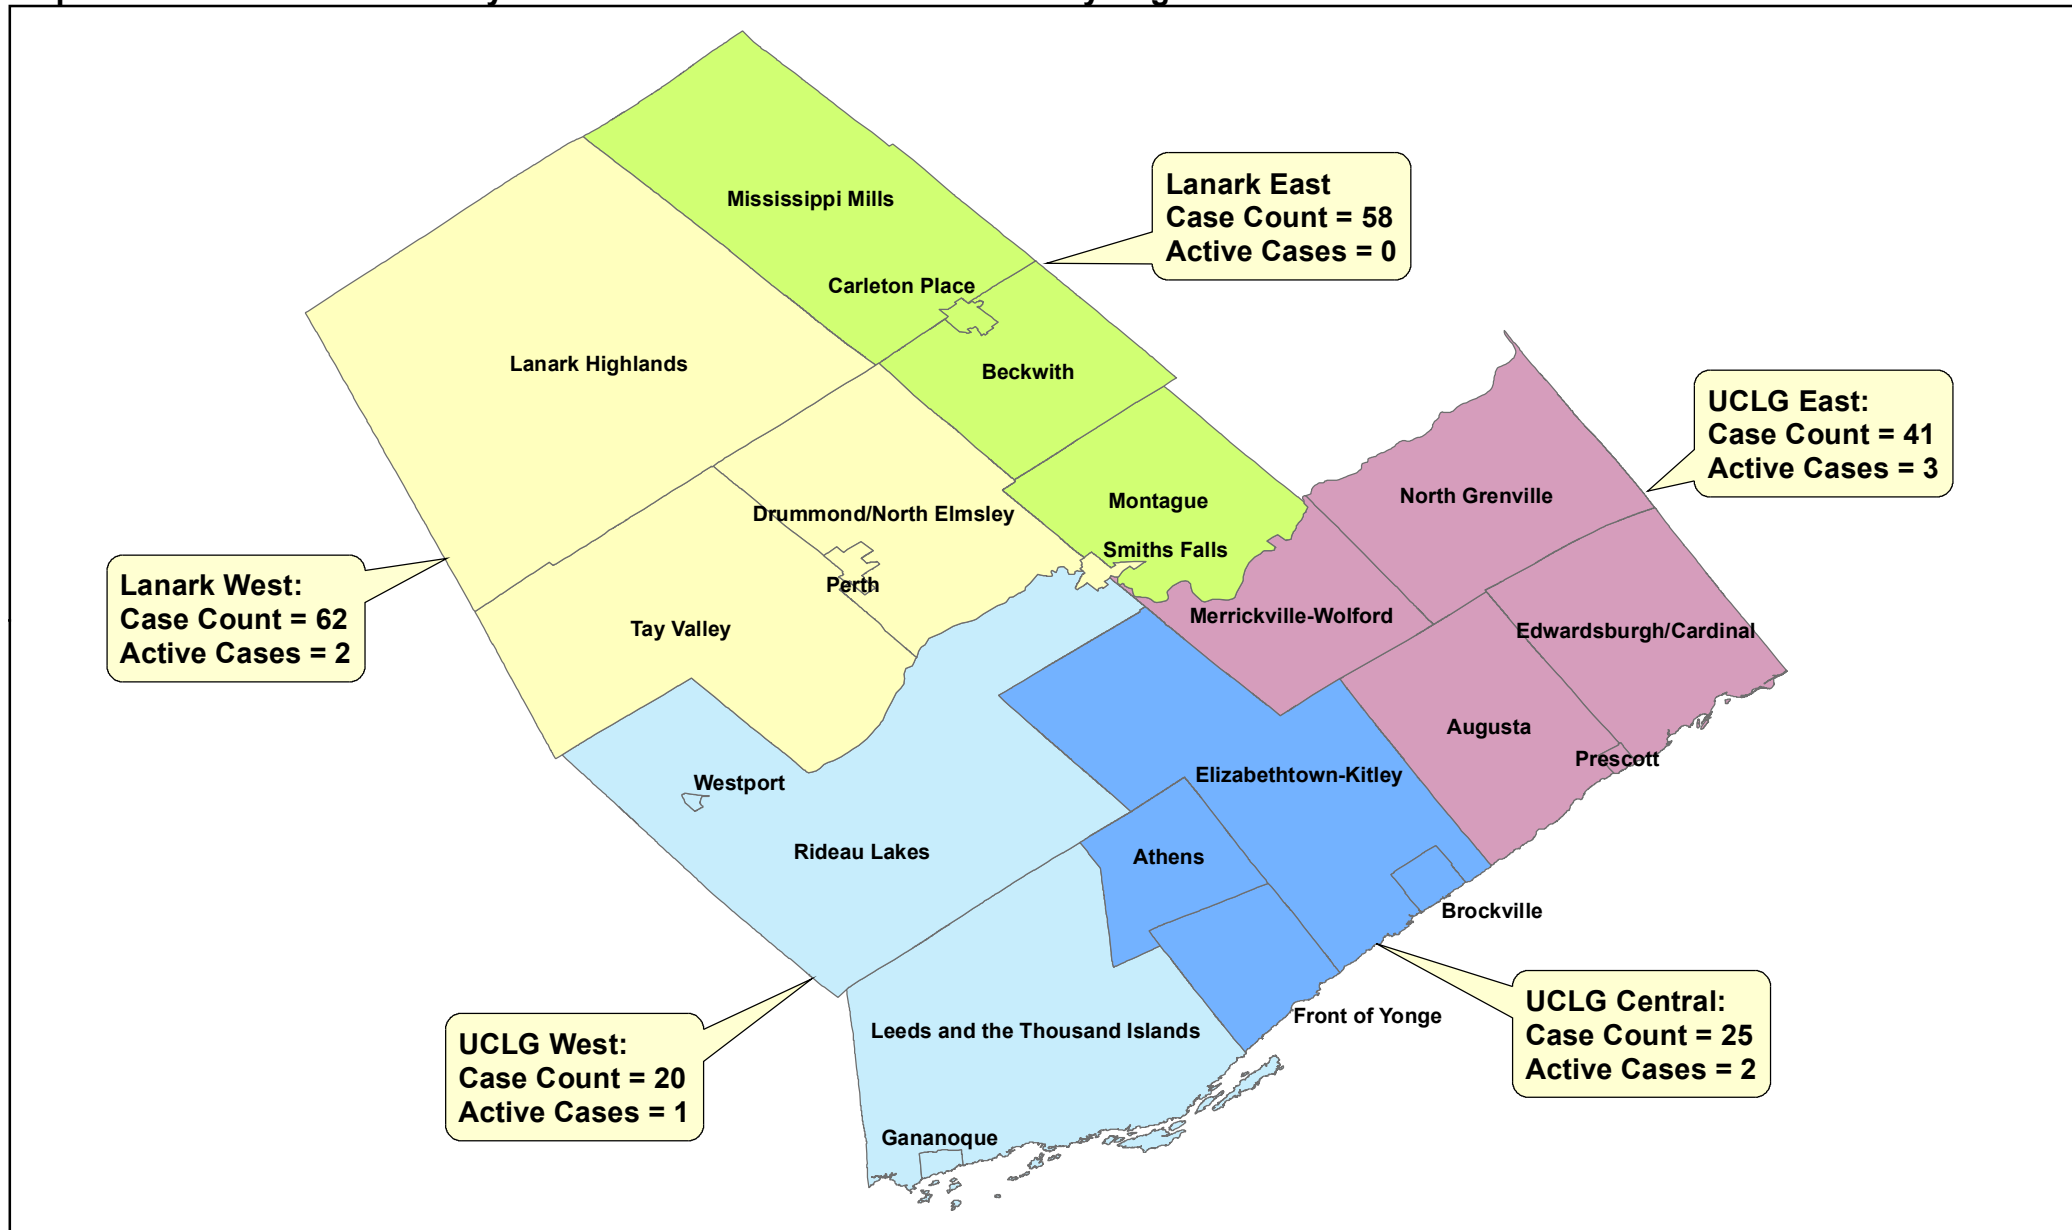 Mississippi Mills
Lanark East
Case Count = 58
Active Cases = 0
Carleton Place
Lanark Highlands
Beckwith
UCLG East:
Case Count = 41
Active Cases = 3
North Grenville
Montague
Drummond/North Elmsley
Smiths Falls
Perth
Lanark West:
Case Count = 62
Active Cases = 2
Tay Valley
Merrickville-Wolford
Edwardsburgh/Cardinal
Augusta
Prescott
Westport
Elizabethtown-Kitley
Rideau Lakes
Athens
Brockville
UCLG Central:
Case Count = 25
Active Cases = 2
Front of Yonge
Leeds and the Thousand Islands
UCLG West:
Case Count = 20
Active Cases = 1
Gananoque